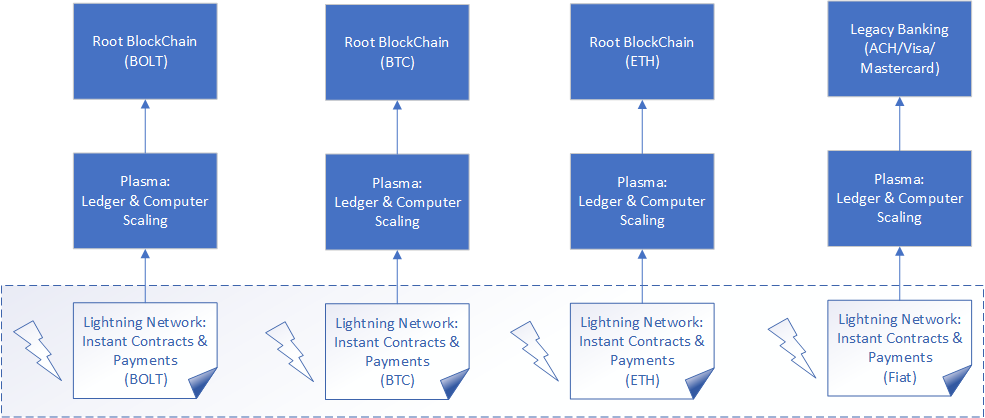 Root BlockChain
(BOLT)
Root BlockChain
(BTC)
Root BlockChain
(ETH)
Legacy Banking
(ACH/Visa/
Mastercard)
Plasma:
Ledger & Computer
Scaling
Plasma:
Ledger & Computer
Scaling
Plasma:
Ledger & Computer
Scaling
Plasma:
Ledger & Computer
Scaling
Lightning Network:
Instant Contracts &
Payments
(BOLT)
Lightning Network:
Instant Contracts &
Payments
(BTC)
Lightning Network:
Instant Contracts &
Payments
(ETH)
Lightning Network:
Instant Contracts &
Payments
(Fiat)